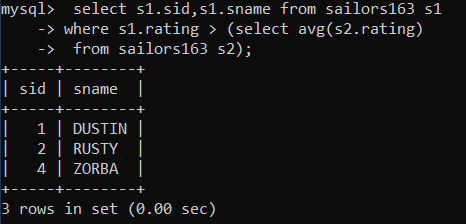 mysql>  select s1.sid,s1.sname from sailors163 s1
    -> where s1.rating > (select avg(s2.rating)
    ->  from sailors163 s2);
+-----+--------+
| sid | sname  |
+-----+--------+
|   1 | DUSTIN |
|   2 | RUSTY  |
|   4 | ZORBA  |
+-----+--------+
3 rows in set (0.00 sec)